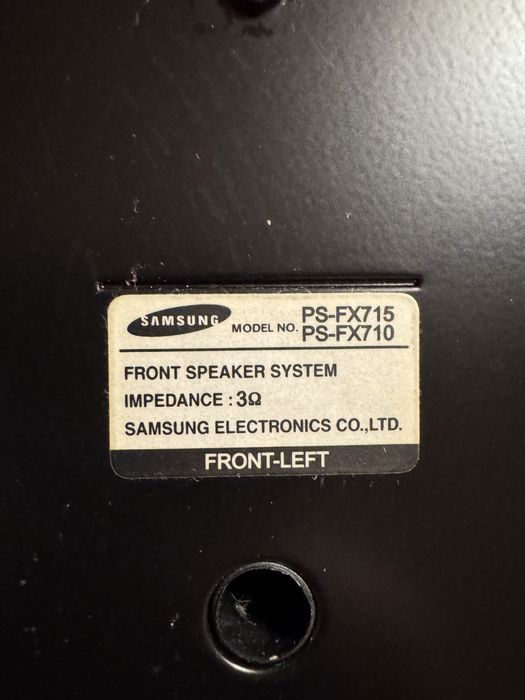 SAMSUNG MODEL NO. PS-FX715
PS-FX710
FRONT SPEAKER SYSTEM
IMPEDANCE : 3Ω
SAMSUNG ELECTRONICS CO.,LTD.
FRONT-LEFT